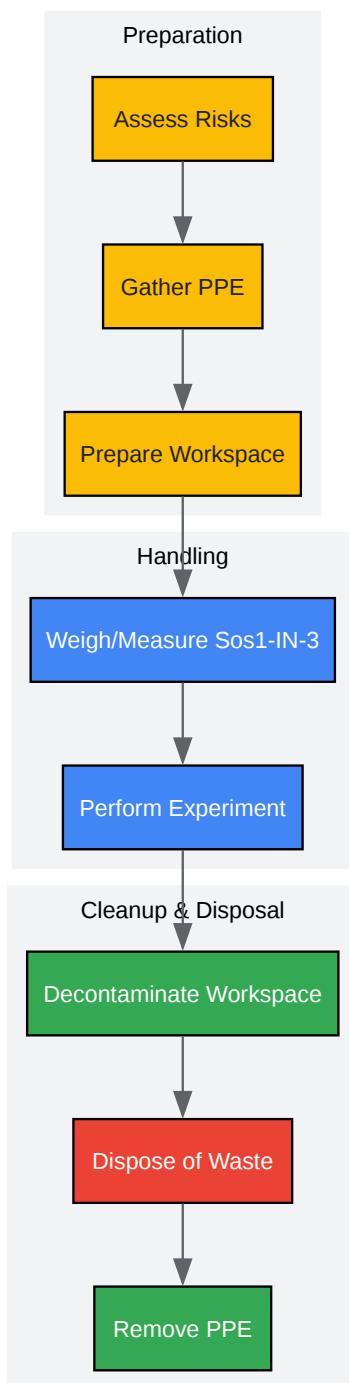 Preparation
Assess Risks
Gather PPE
Prepare Workspace
Handling
Weigh/Measure Sos1-IN-3
Perform Experiment
Cleanup & Disposal
Decontaminate Workspace
Dispose of Waste
Remove PPE